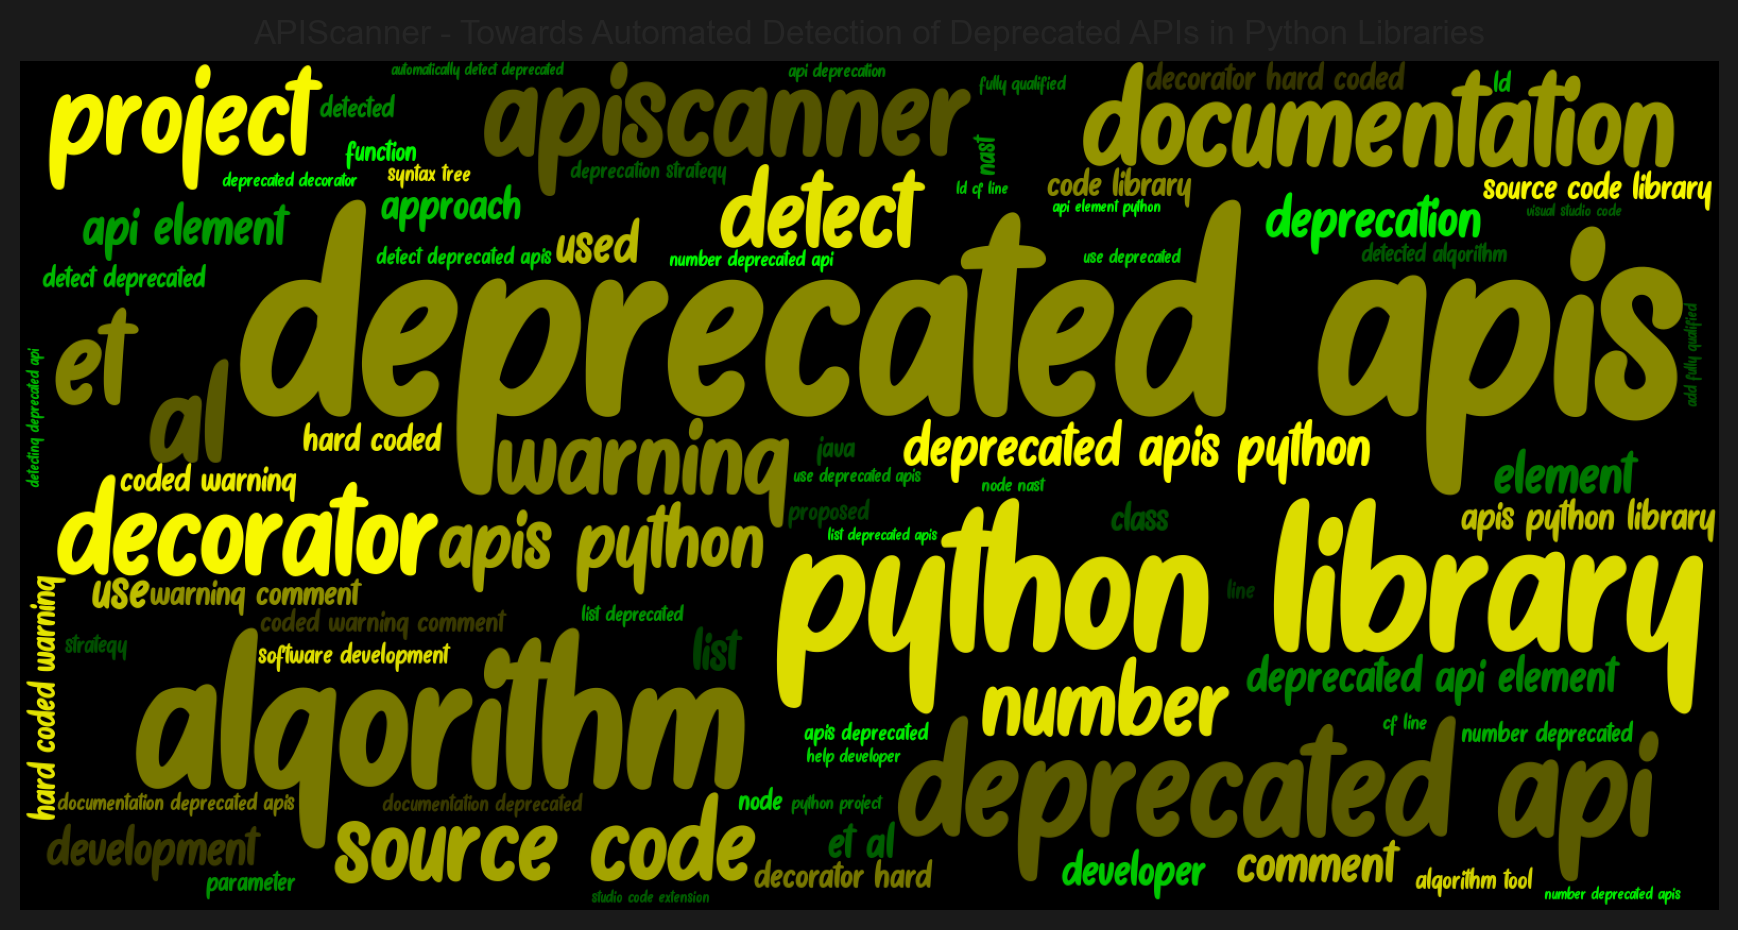 APIScanner - Towards Automated Detection of Deprecated APIs in Python Libraries
automatically detect deprecated
api deprecation
project
detected
apiscanner
fully qualified
decorator hard coded
ld
documentation
function
nast
syntax tree
deprecated decorator
deprecation strategy
ld cf line
code library
source code library
api element
approach
detect
api element python
deprecation
visual studio code
used
detect deprecated apis
number deprecated api
use deprecated
detected algorithm
detect deprecated
deprecated apis
add fully qualified
et
al
detecting deprecated api
hard coded
warning
java
deprecated apis python
coded warning
use deprecated apis
node nast
element
decorator
apis python
proposed
class
apis python library
list deprecated apis
python library
use
warning comment
line
hard coded warning
coded warning comment
list deprecated
strategy
software development
list
algorithm
number
deprecated api element
apis deprecated
cf line
number deprecated
help developer
deprecated api
documentation deprecated apis
documentation deprecated
node
python project
development
source code
et al
developer
comment
parameter
decorator hard
algorithm tool
studio code extension
number deprecated apis